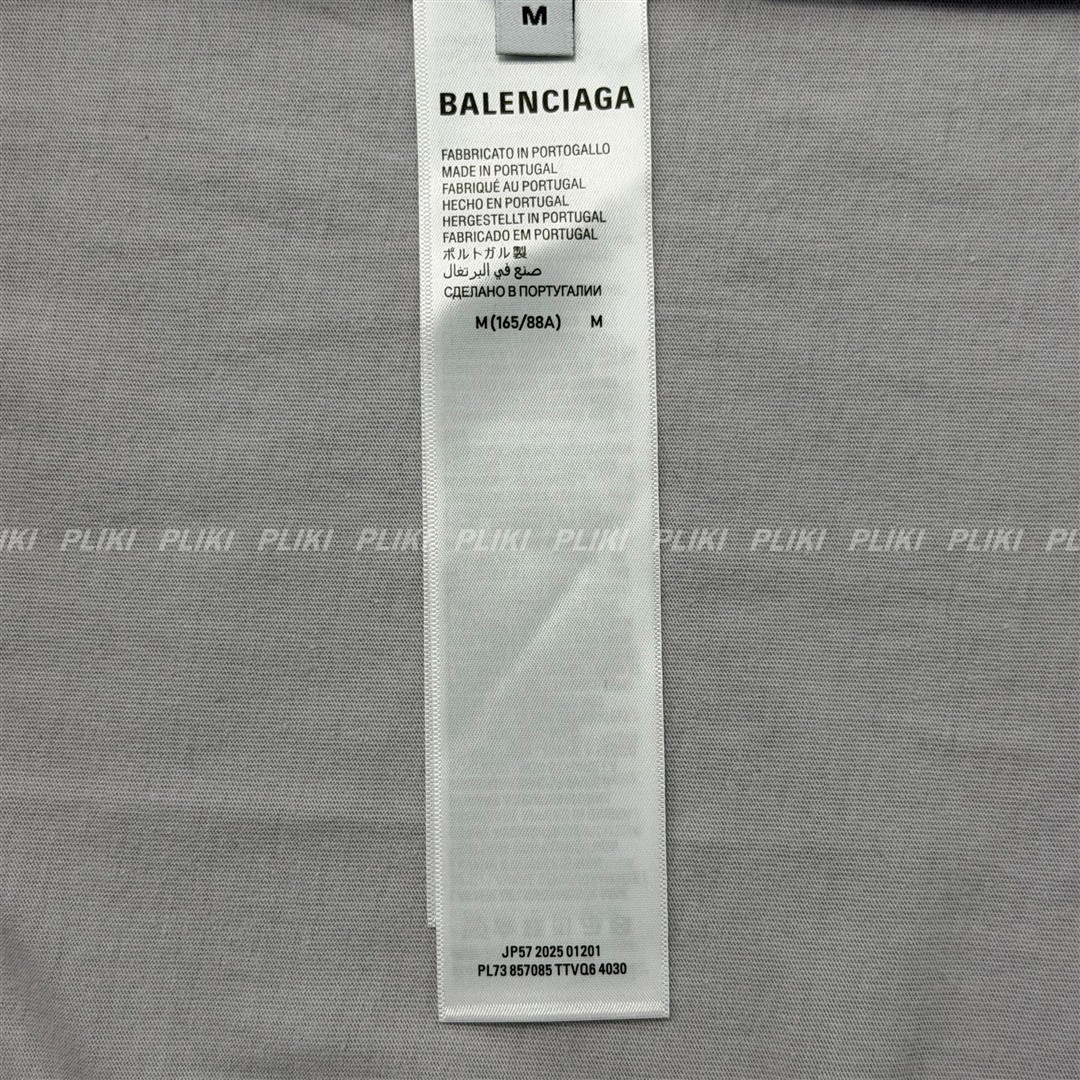 M
BALENCIAGA
FABBRICATO IN PORTOGALLO
MADE IN PORTUGAL
FABRIQUÉ AU PORTUGAL
HECHO EN PORTUGAL
HERGESTELLT IN PORTUGAL
FABRICADO EM PORTUGAL
ポルトガル製
صنع في البرتغال
СДЕЛАНО В ПОРТУГАЛИИ
M (165/88A) M
IKI PLIKI PLIKI PLIKI PLIKI PLIKI PLIKI PLIKI PLIKI PLIKI PLIKI PL
JP57 2025 01201
PL73 857085 TTVQ6 4030